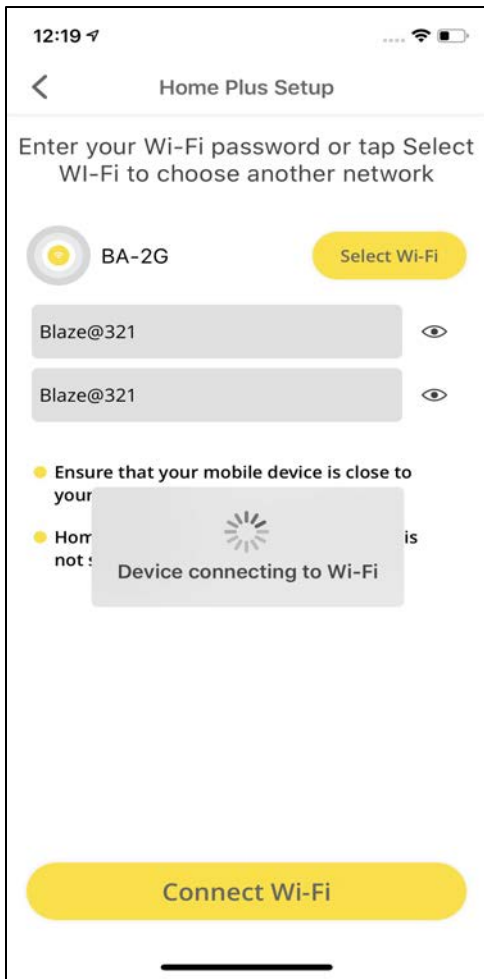 12:19
Home Plus Setup
Enter your Wi-Fi password or tap Select
WI-Fi to choose another network
BA-2G
Select Wi-Fi
Blaze@321
Blaze@321
Ensure that your mobile device is close to
your
is
not
Device connecting to Wi-Fi
Connect Wi-Fi